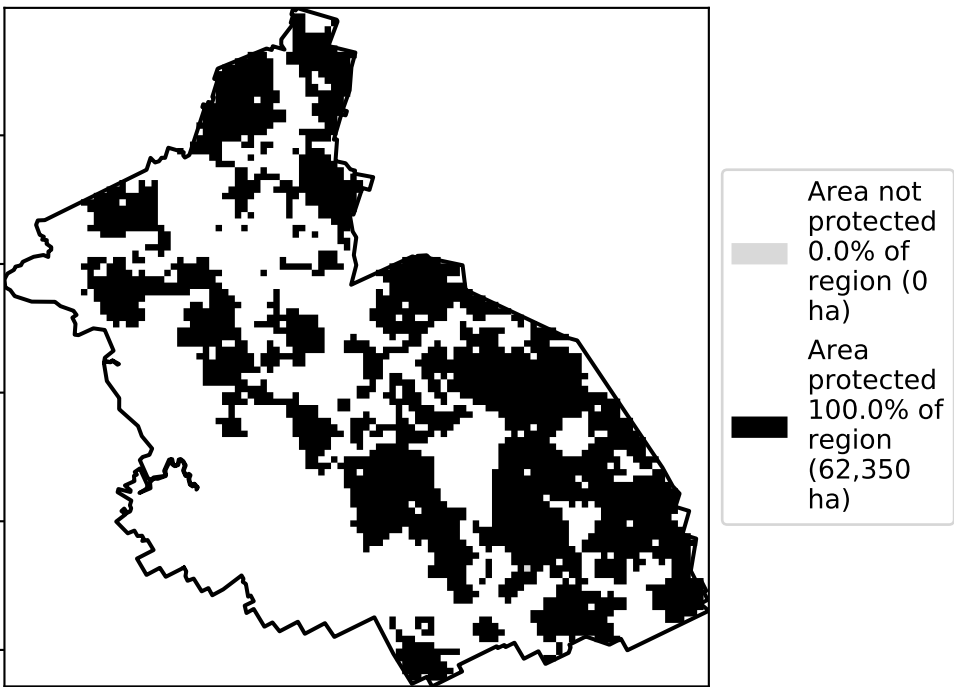 Area not
protected
0.0% of
region (0
ha)
Area
protected
100.0% of
region
(62,350
ha)